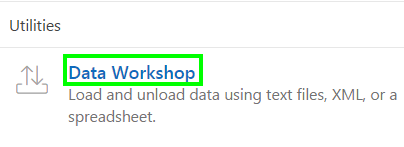 Utilities
Data Workshop
Load and unload data using text files, XML, or a
spreadsheet.